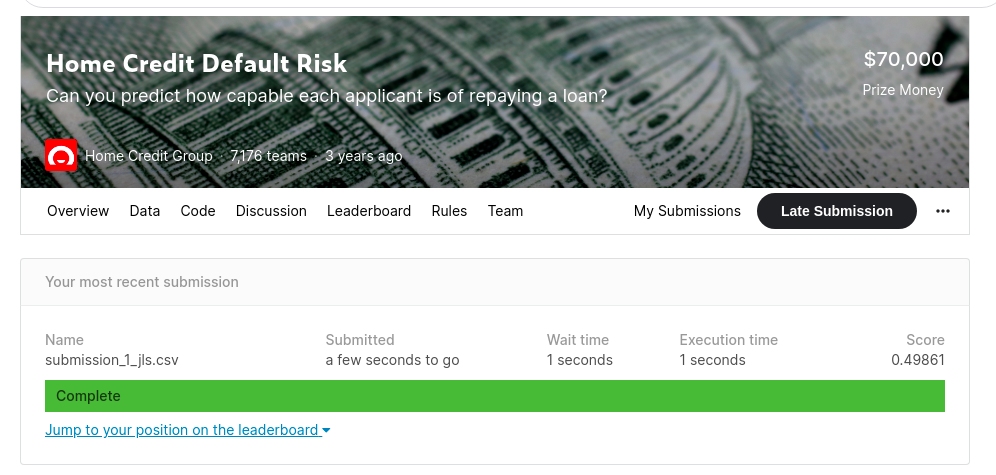 Home Credit Default Risk
$70,000
Can you predict how capable each applicant is of repaying a loan?
Prize Money
Home Credit Group · 7,176 teams · 3 years ago
Overview Data Code Discussion Leaderboard Rules Team My Submissions Late Submission ···
Your most recent submission
Name Submitted Wait time Execution time Score
submission_1_jls.csv a few seconds to go 1 seconds 1 seconds 0.49861
Complete
Jump to your position on the leaderboard